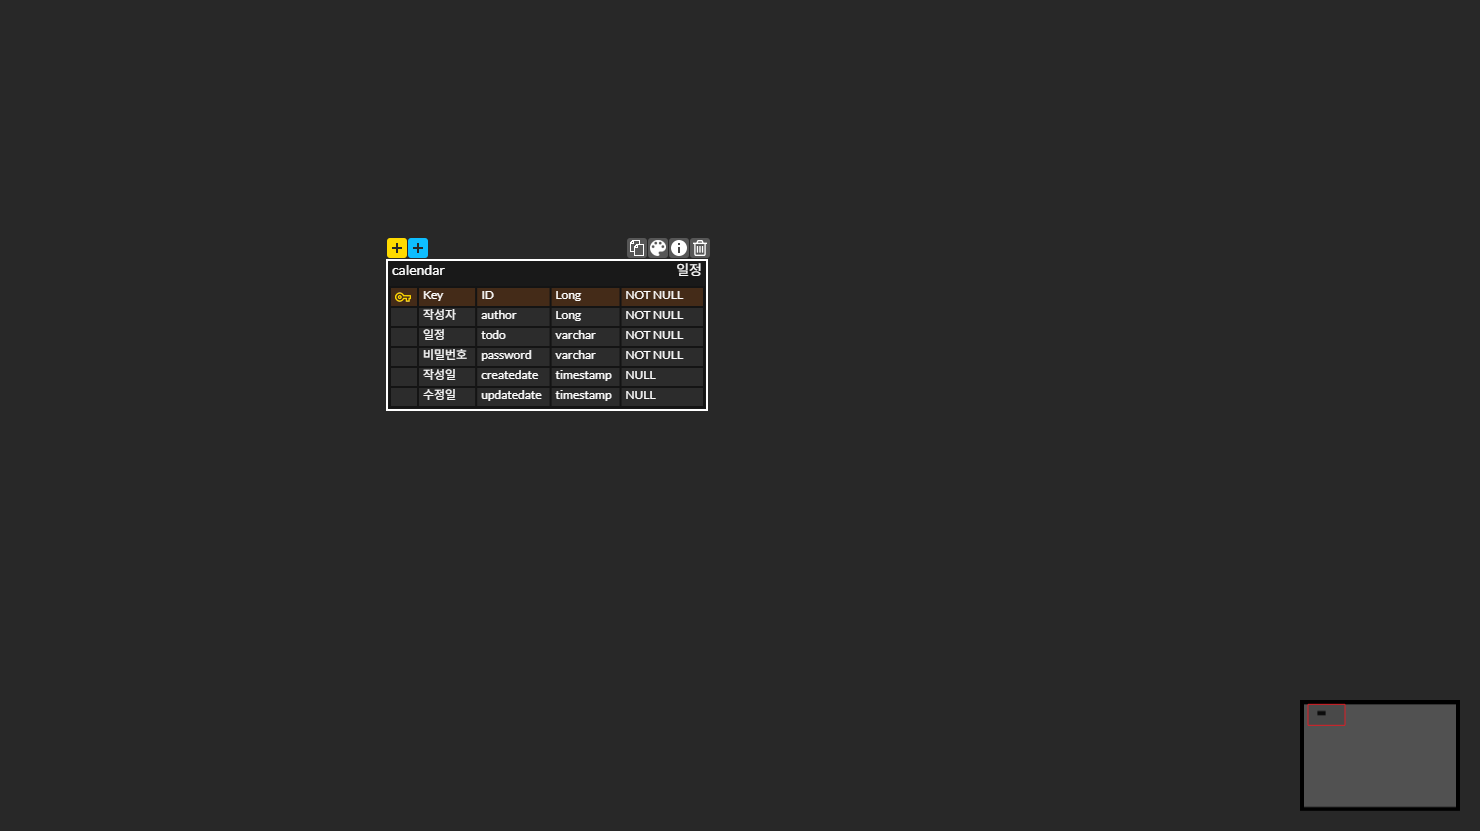 calendar 일정
Key ID Long NOT NULL
작성자 author Long NOT NULL
일정 todo varchar NOT NULL
비밀번호 password varchar NOT NULL
작성일 createdate timestamp NULL
수정일 updatedate timestamp NULL